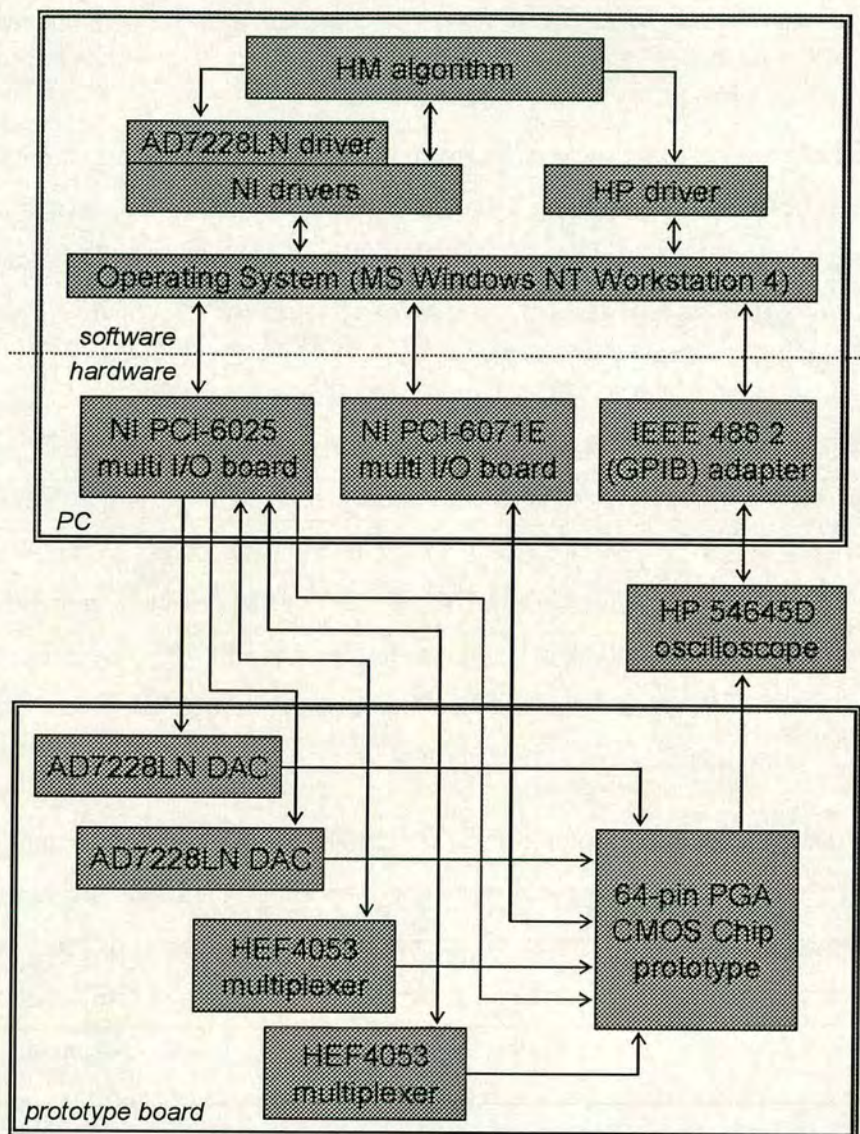 HM algorithm
AD7228LN driver
NI drivers
HP driver
Operating System (MS Windows NT Workstation 4)
software
hardware
NI PCI-6025
multi I/O board
NI PCI-6071E
multi I/O board
IEEE 488 2
(GPIB) adapter
PC
HP 54645D
oscilloscope
AD7228LN DAC
AD7228LN DAC
64-pin PGA
CMOS Chip
prototype
HEF4053
multiplexer
HEF4053
multiplexer
prototype board